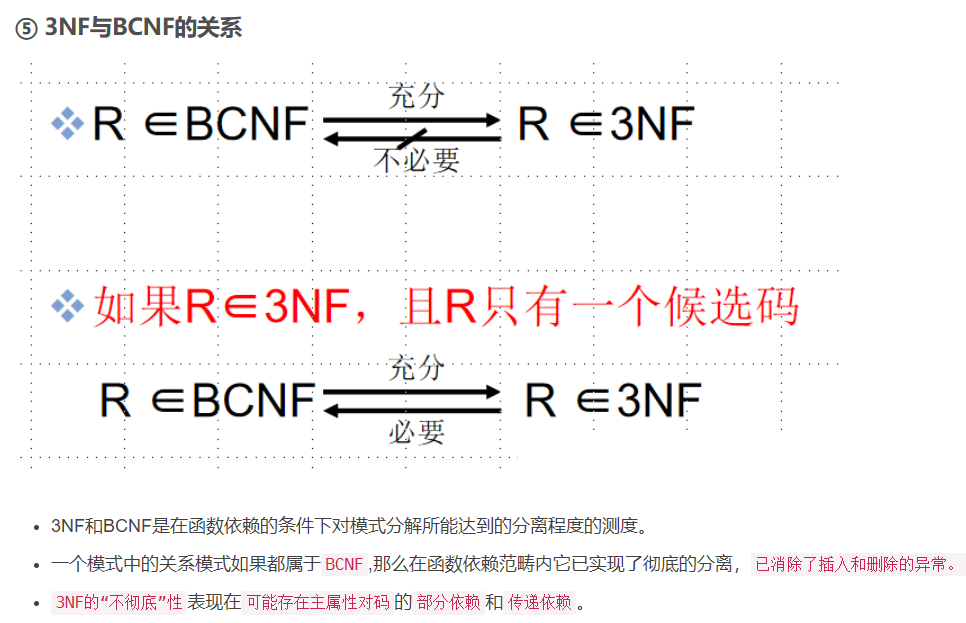 ⑤ 3NF与BCNF的关系
充分
R ∈BCNF R ∈3NF
不必要
如果R∈3NF，且R只有一个候选码
充分
R ∈BCNF R ∈3NF
必要
3NF和BCNF是在函数依赖的条件下对模式分解所能达到的分离程度的测度。
一个模式中的关系模式如果都属于 BCNF ,那么在函数依赖范畴内它已实现了彻底的分离， 已消除了插入和删除的异常。
3NF的“不彻底”性 表现在 可能存在主属性对码 的 部分依赖 和 传递依赖 。